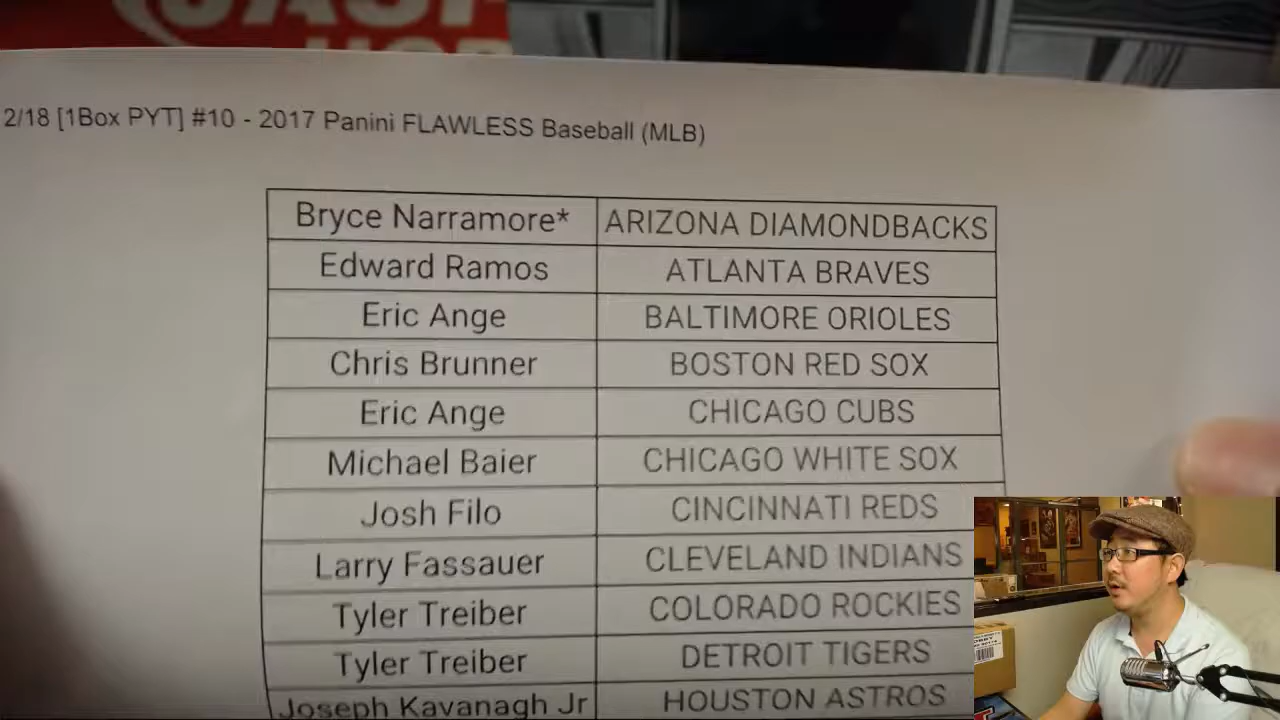 2/18 [1Box PYT] #10 - 2017 Panini FLAWLESS Baseball (MLB)
Bryce Narramore* ARIZONA DIAMONDBACKS
Edward Ramos ATLANTA BRAVES
Eric Ange BALTIMORE ORIOLES
Chris Brunner BOSTON RED SOX
Eric Ange CHICAGO CUBS
Michael Baier CHICAGO WHITE SOX
Josh Filo CINCINNATI REDS
Larry Fassauer CLEVELAND INDIANS
Tyler Treiber COLORADO ROCKIES
Tyler Treiber DETROIT TIGERS
Joseph Kavanagh Jr HOUSTON ASTROS